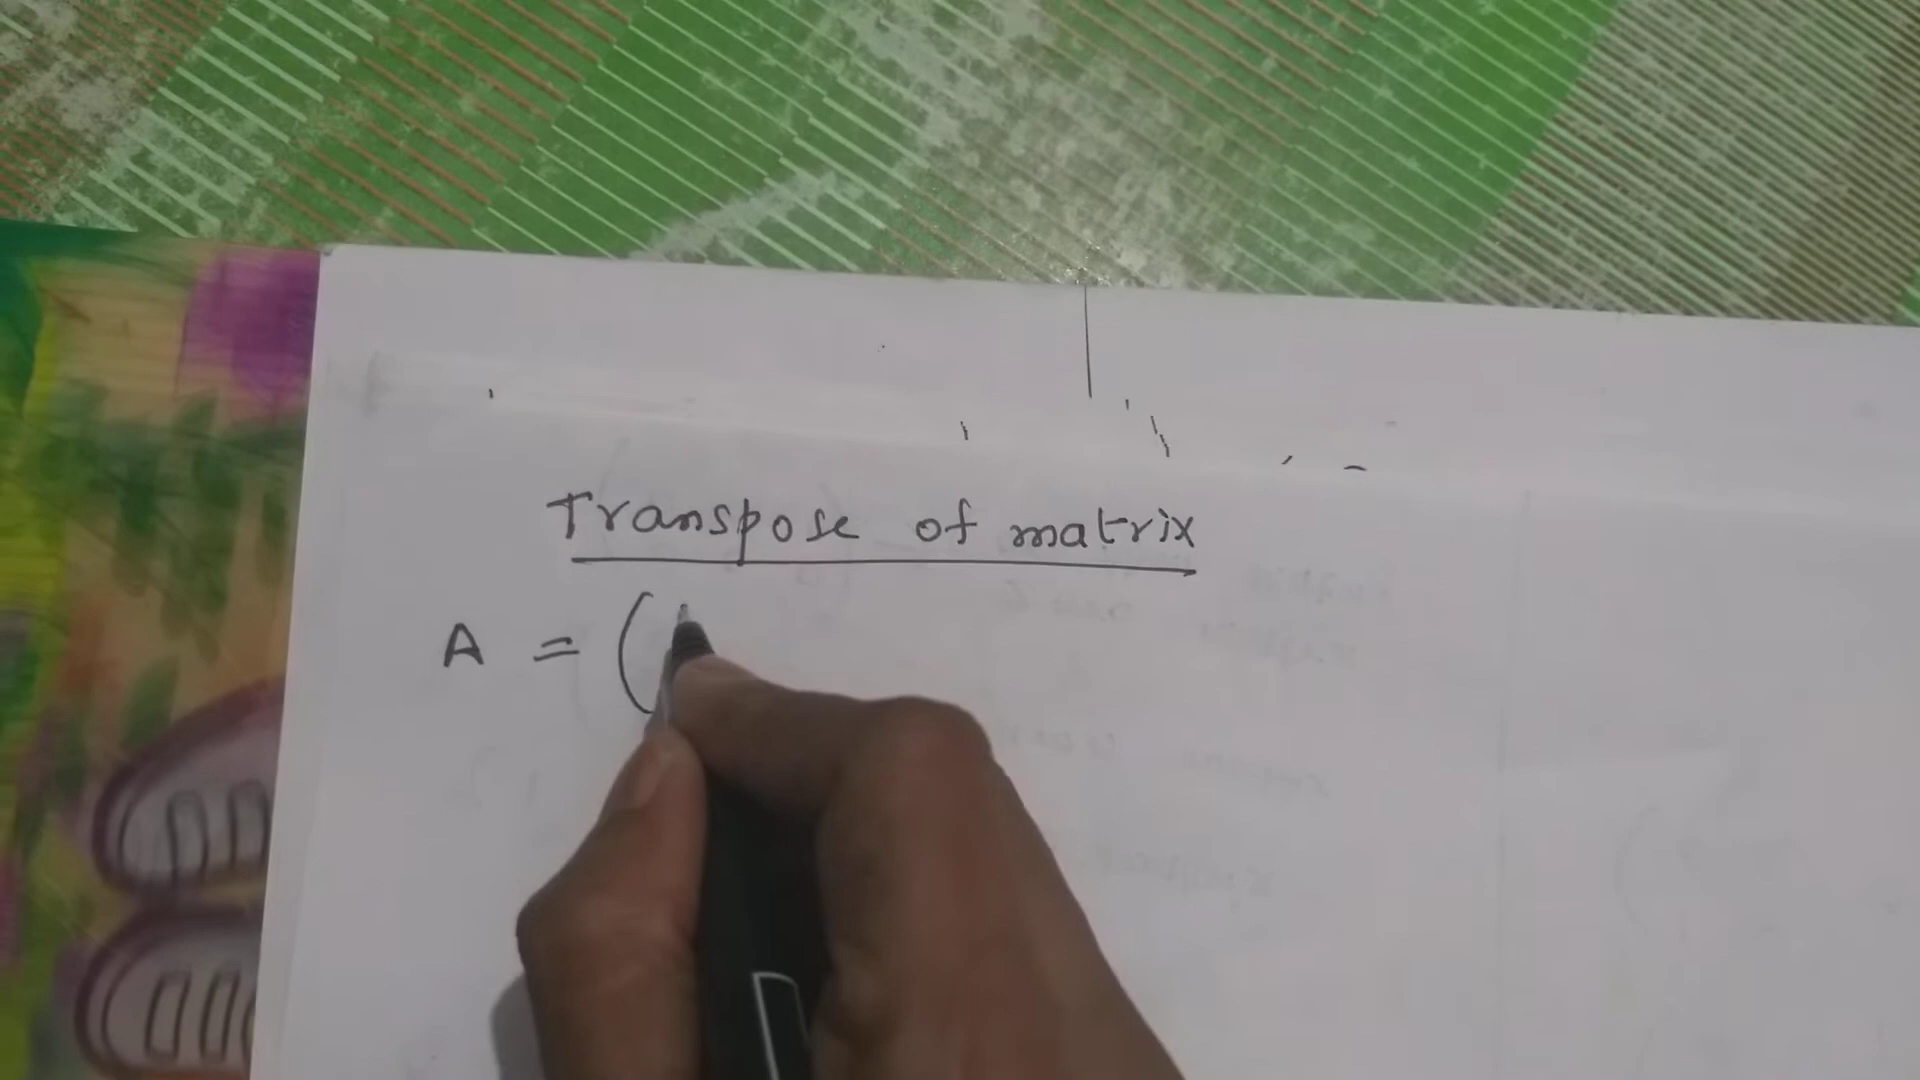 Transpose of matrix
A = (